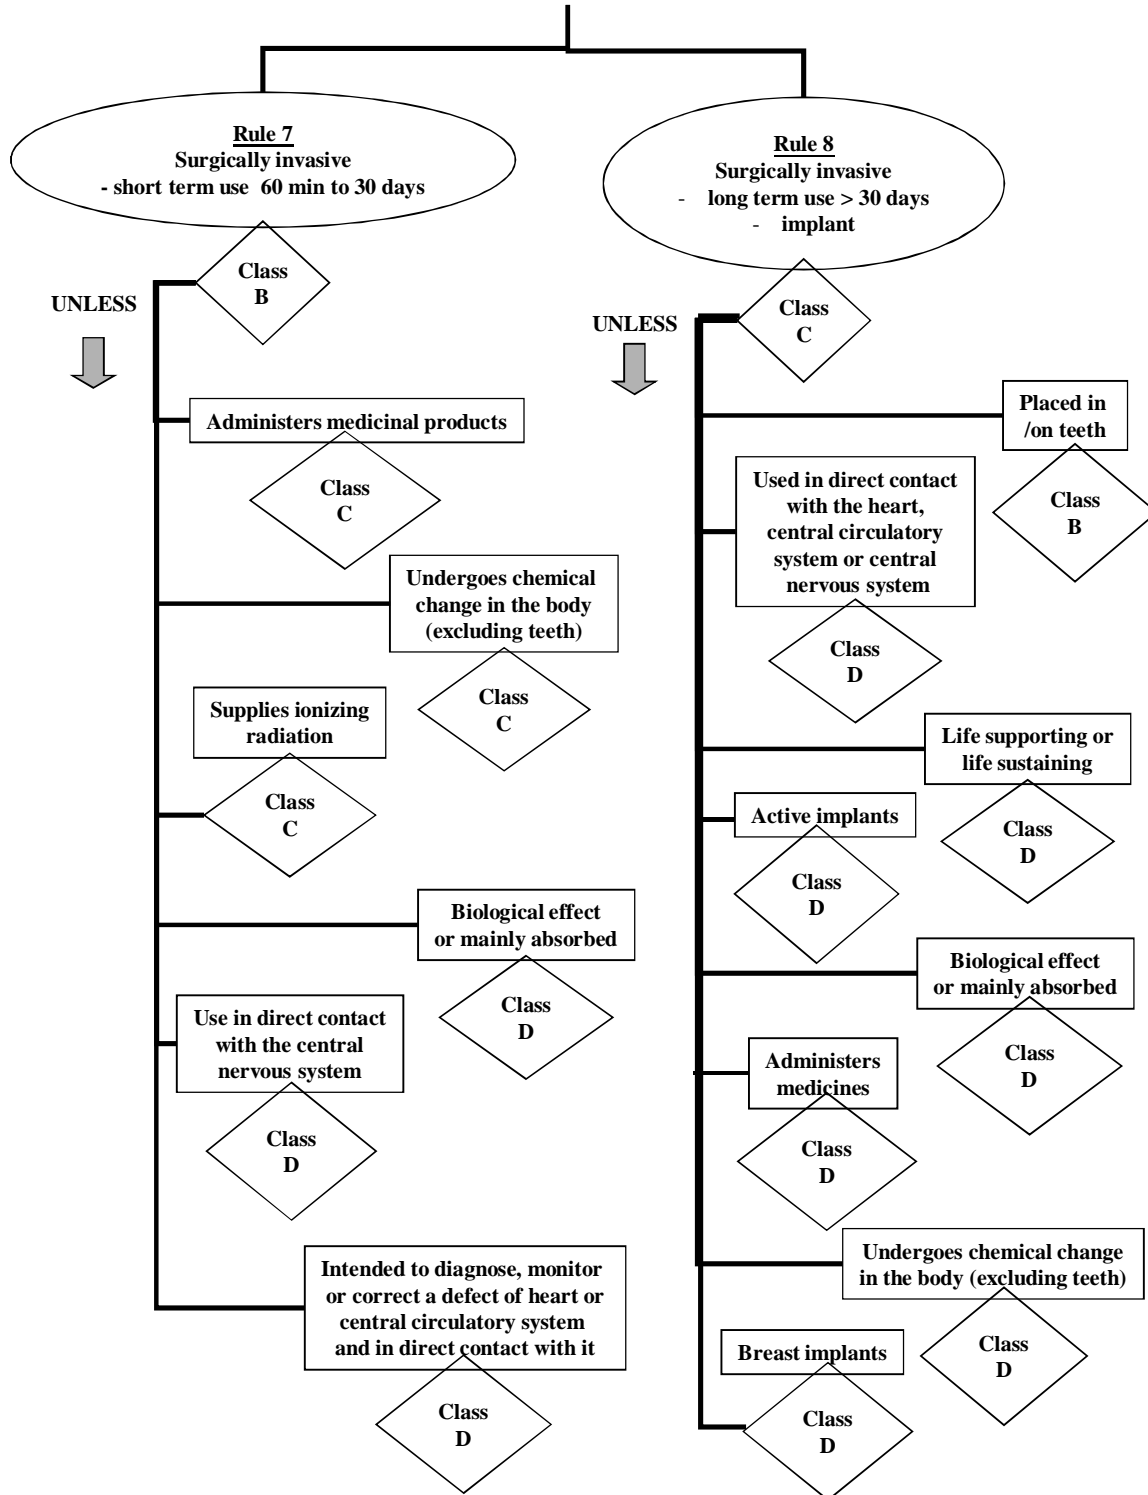 Rule 7
Surgically invasive
- short term use 60 min to 30 days
Class
B
UNLESS
Administers medicinal products
Class
C
Undergoes chemical
change in the body
(excluding teeth)
Class
C
Supplies ionizing
radiation
Class
C
Biological effect
or mainly absorbed
Class
D
Use in direct contact
with the central
nervous system
Class
D
Intended to diagnose, monitor
or correct a defect of heart or
central circulatory system
and in direct contact with it
Class
D
Rule 8
Surgically invasive
- long term use > 30 days
- implant
Class
C
UNLESS
Placed in
/on teeth
Class
B
Used in direct contact
with the heart,
central circulatory
system or central
nervous system
Class
D
Life supporting or
life sustaining
Class
D
Active implants
Class
D
Biological effect
or mainly absorbed
Class
D
Administers
medicines
Class
D
Undergoes chemical change
in the body (excluding teeth)
Class
D
Breast implants
Class
D